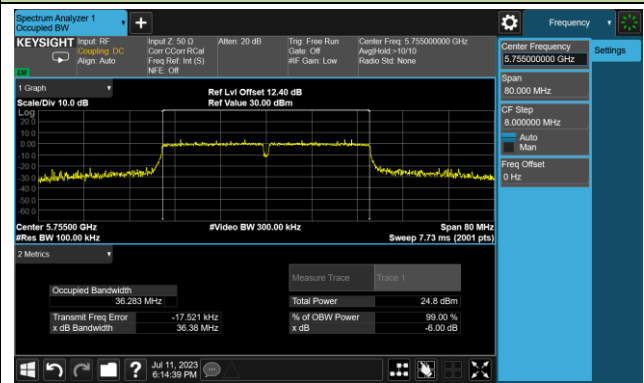 Spectrum Analyzer 1
Occupied BW
Frequency
KEYSIGHT
Input: RF
Coupling: DC
Align: Auto
Input Z: 50 Ω
Corr CCorr RCal
Freq Ref: Int (S)
NFE: Off
Atten: 20 dB
Trig: Free Run
Gate: Off
#IF Gain: Low
Center Freq: 5.755000000 GHz
Avg|Hold:>10/10
Radio Std: None
Center Frequency
5.755000000 GHz
Settings
Span
80.000 MHz
CF Step
8.000000 MHz
Auto
Man
Freq Offset
0 Hz
1 Graph
Scale/Div 10.0 dB
Ref Lvl Offset 12.40 dB
Ref Value 30.00 dBm
Log
20.0
10.0
0.00
-10.0
-20.0
-30.0
-40.0
-50.0
-60.0
Center 5.75500 GHz
#Res BW 100.00 kHz
#Video BW 300.00 kHz
Span 80 MHz
Sweep 7.73 ms (2001 pts)
2 Metrics
Measure Trace
Trace 1
Occupied Bandwidth
36.283 MHz
Total Power
24.8 dBm
Transmit Freq Error
-17.521 kHz
% of OBW Power
99.00 %
x dB Bandwidth
36.38 MHz
x dB
-6.00 dB
Jul 11, 2023
6:14:39 PM